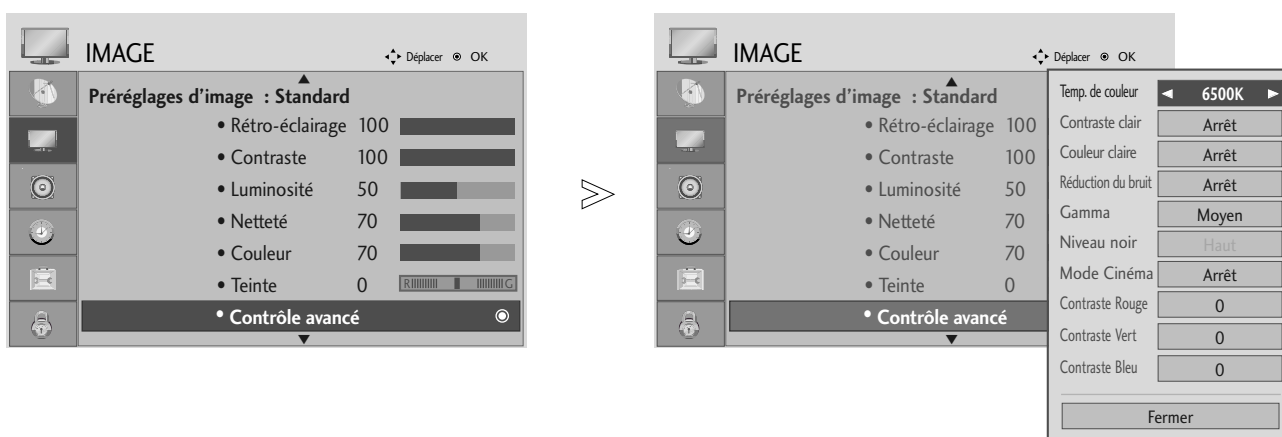 IMAGE
Déplacer OK
Préréglages d'image : Standard
• Rétro-éclairage 100
• Contraste 100
• Luminosité 50
• Netteté 70
• Couleur 70
• Teinte 0 R G
• Contrôle avancé
IMAGE
Déplacer OK
Préréglages d'image : Standard
• Rétro-éclairage 100
• Contraste 100
• Luminosité 50
• Netteté 70
• Couleur 70
• Teinte 0
• Contrôle avancé
Temp. de couleur 6500K
Contraste clair Arrêt
Couleur claire Arrêt
Réduction du bruit Arrêt
Gamma Moyen
Niveau noir Haut
Mode Cinéma Arrêt
Contraste Rouge 0
Contraste Vert 0
Contraste Bleu 0
Fermer